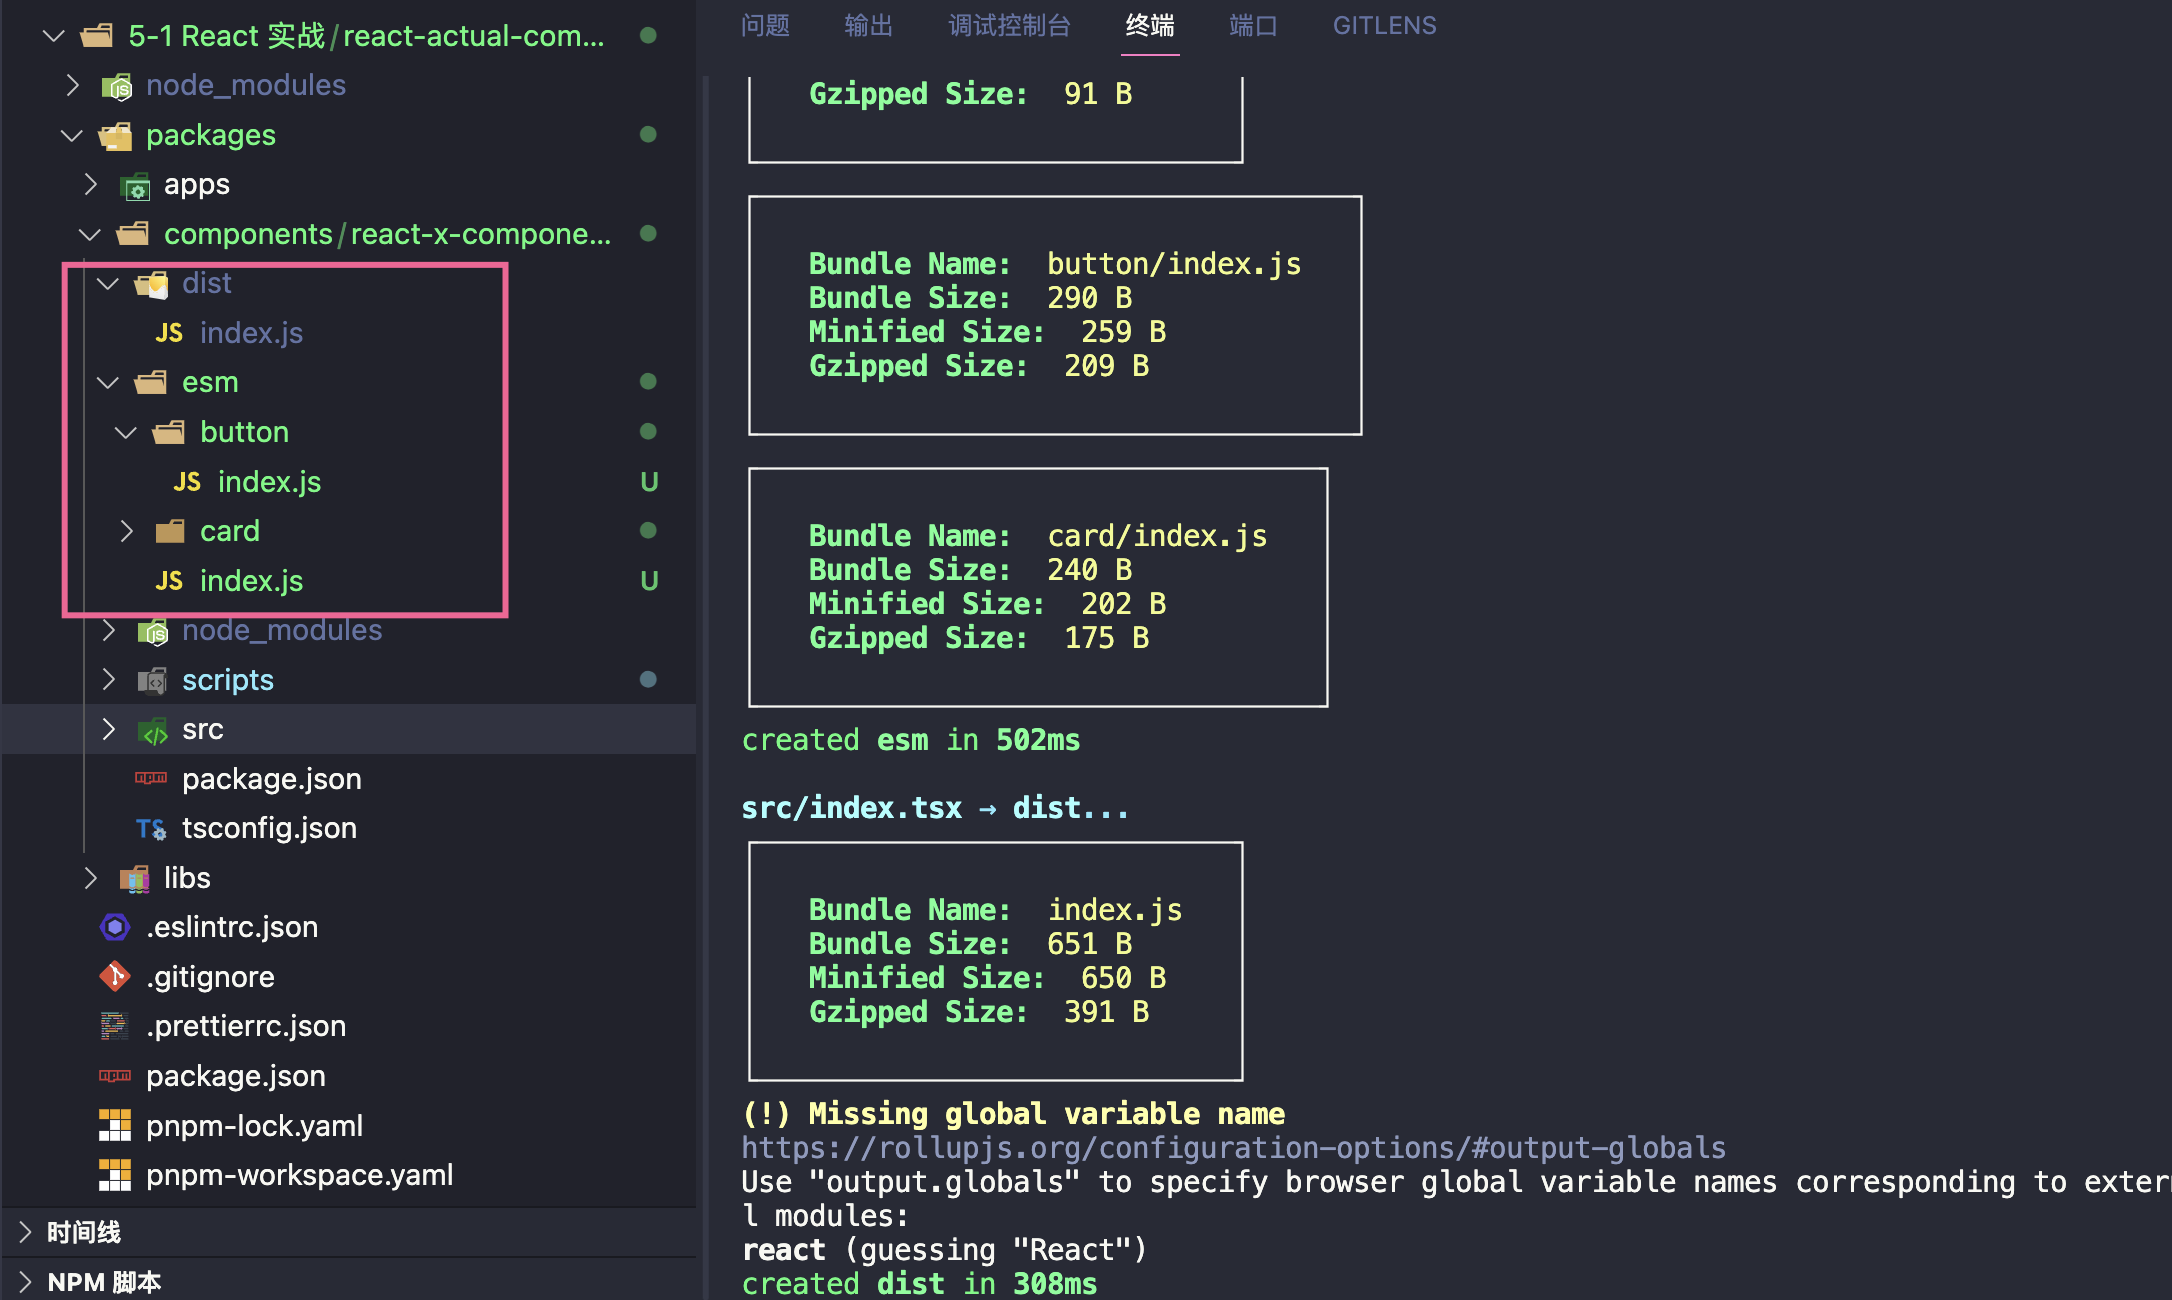 5-1 React 实战/react-actual-com...
node_modules
packages
apps
components/react-x-compone...
dist
JS index.js
esm
button
JS index.js U
card
JS index.js U
node_modules
scripts
src
package.json
TS tsconfig.json
libs
.eslintrc.json
.gitignore
.prettierrc.json
package.json
pnpm-lock.yaml
pnpm-workspace.yaml
时间线
NPM 脚本
问题 输出 调试控制台 终端 端口 GITLENS
Gzipped Size: 91 B
Bundle Name: button/index.js
Bundle Size: 290 B
Minified Size: 259 B
Gzipped Size: 209 B
Bundle Name: card/index.js
Bundle Size: 240 B
Minified Size: 202 B
Gzipped Size: 175 B
created esm in 502ms
src/index.tsx → dist...
Bundle Name: index.js
Bundle Size: 651 B
Minified Size: 650 B
Gzipped Size: 391 B
(!) Missing global variable name
https://rollupjs.org/configuration-options/#output-globals
Use "output.globals" to specify browser global variable names corresponding to exter
l modules:
react (guessing "React")
created dist in 308ms